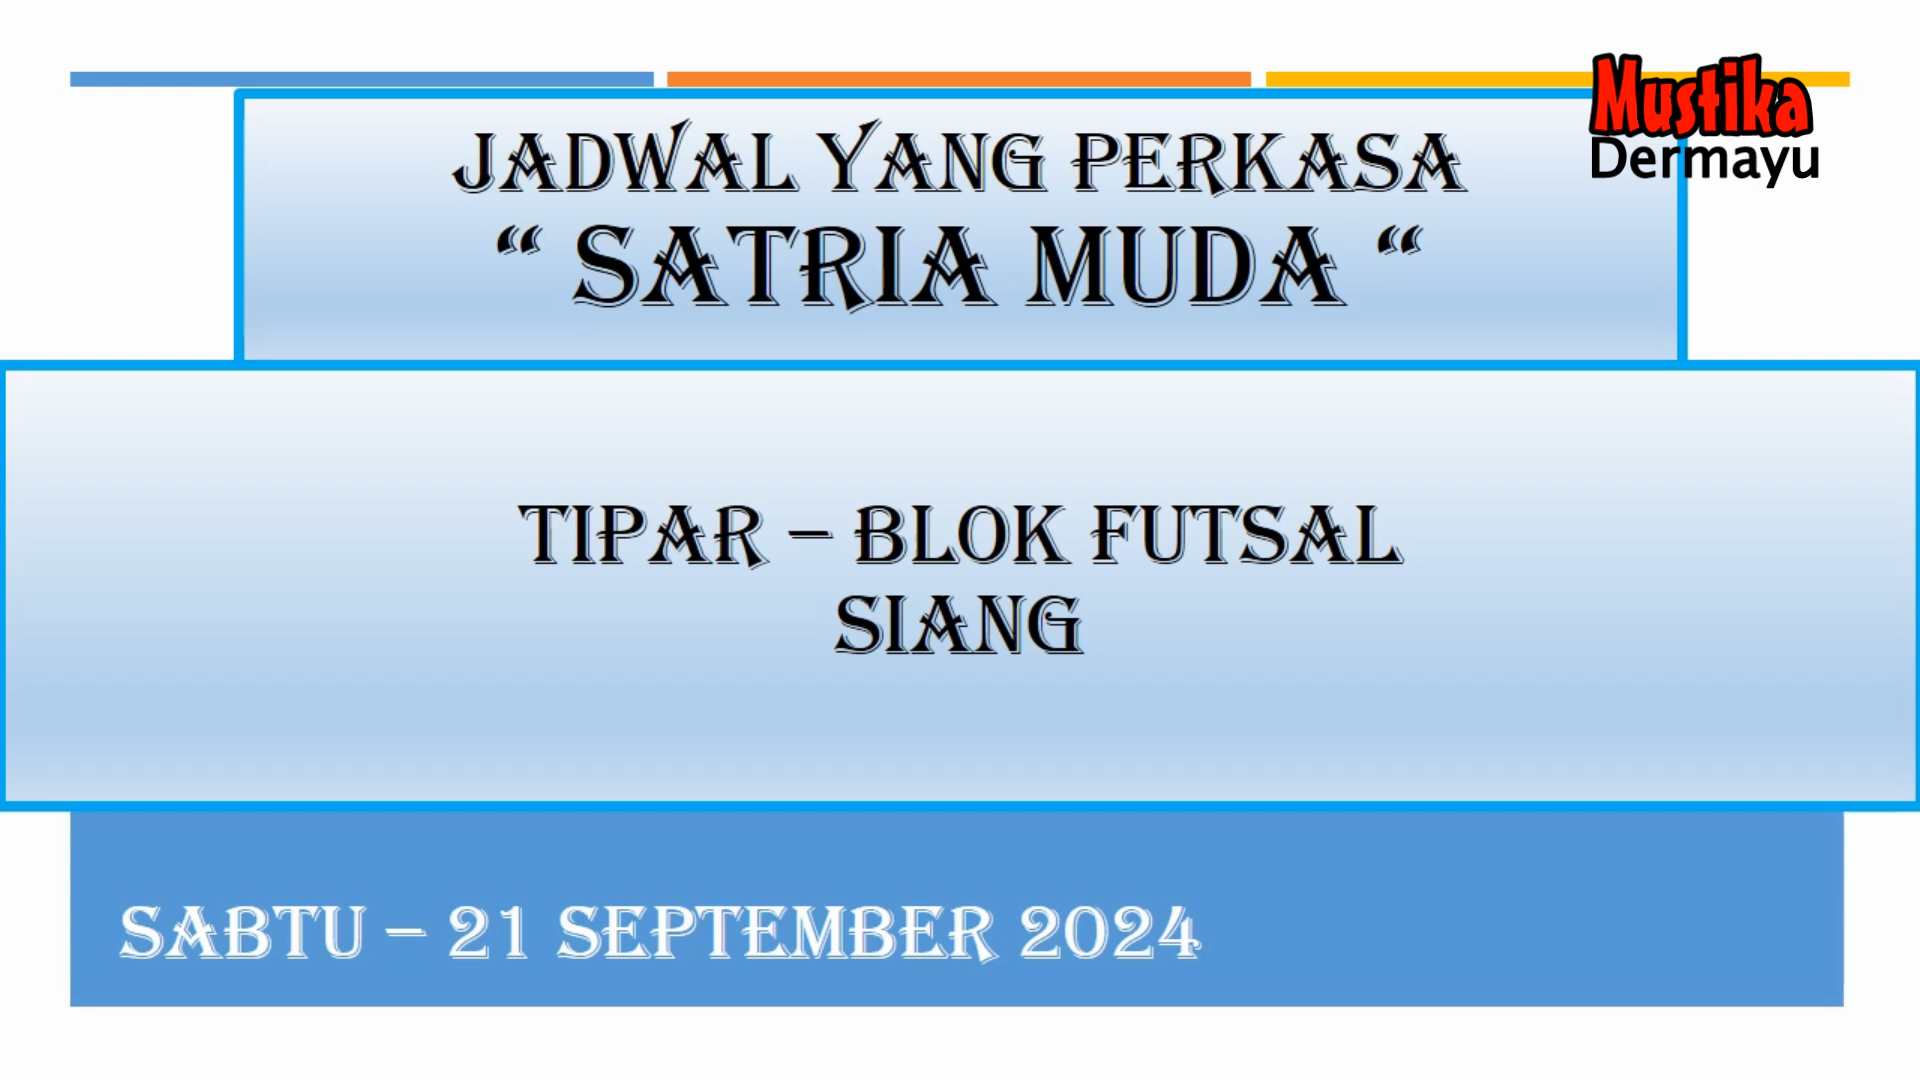 Mustika
Dermayu
JADWAL YANG PERKASA
“ SATRIA MUDA “
TIPAR – BLOK FUTSAL
SIANG
SABTU – 21 SEPTEMBER 2024